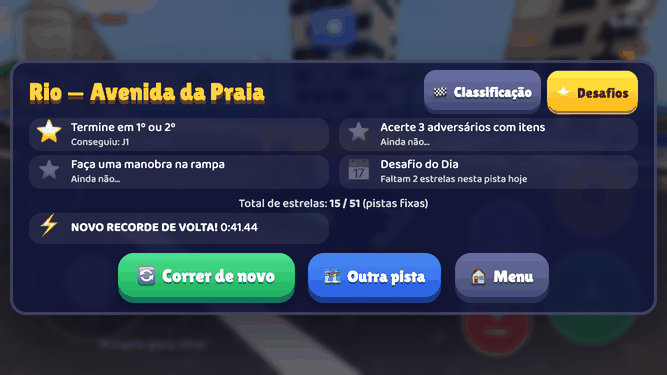 Rio – Avenida da Praia
Classificação
Desafios
Termine em 1º ou 2º
Conseguiu: J1
Acerte 3 adversários com itens
Ainda não...
Faça uma manobra na rampa
Ainda não...
17
Desafio do Dia
Faltam 2 estrelas nesta pista hoje
Total de estrelas: 15 / 51 (pistas fixas)
NOVO RECORDE DE VOLTA! 0:41.44
Correr de novo
Outra pista
Menu